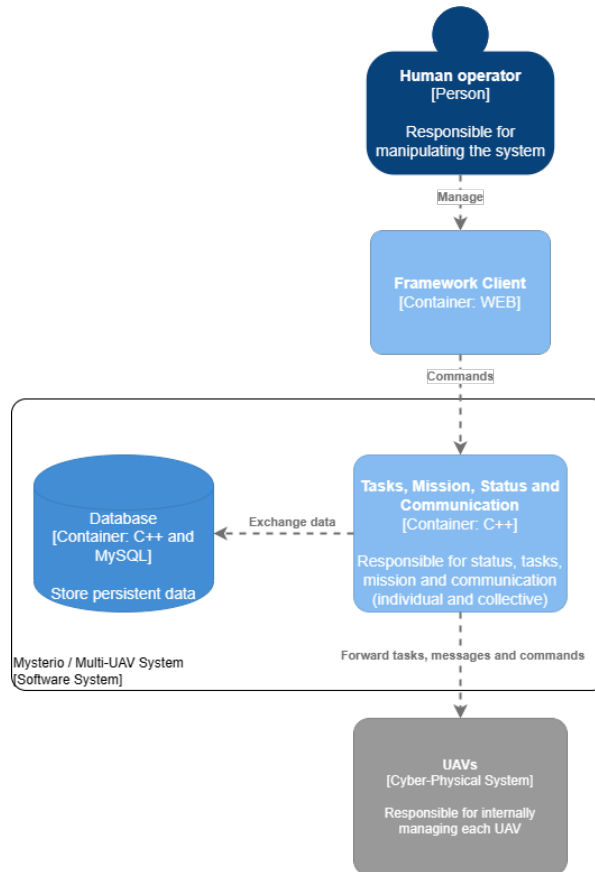 Human operator
[Person]
Responsible for
manipulating the system
Manage
Framework Client
[Container: WEB]
Commands
Tasks, Mission, Status and
Communication
[Container: C++]
Responsible for status, tasks,
mission and communication
(individual and collective)
Exchange data
Database
[Container: C++ and
MySQL]
Store persistent data
Mysterio / Multi-UAV System
[Software System]
Forward tasks, messages and commands
UAVs
[Cyber-Physical System]
Responsible for internally
managing each UAV